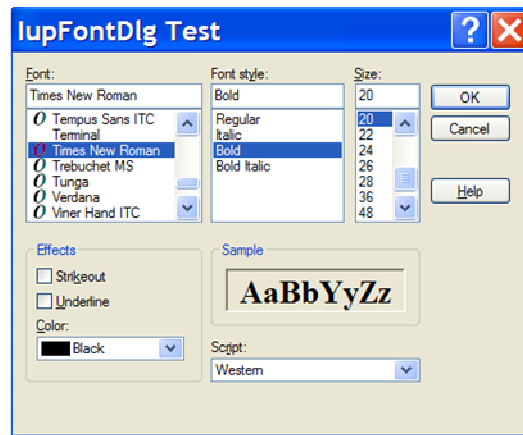 IupFontDlg Test
Font:
Times New Roman
Tempus Sans ITC
Terminal
Times New Roman
Trebuchet MS
Tunga
Verdana
Viner Hand ITC
Font style:
Bold
Regular
Italic
Bold
Bold Italic
Size:
20
20
22
24
26
28
36
48
OK
Cancel
Help
Effects
Strikeout
Underline
Color:
Black
Sample
AaBbYyZz
Script:
Western